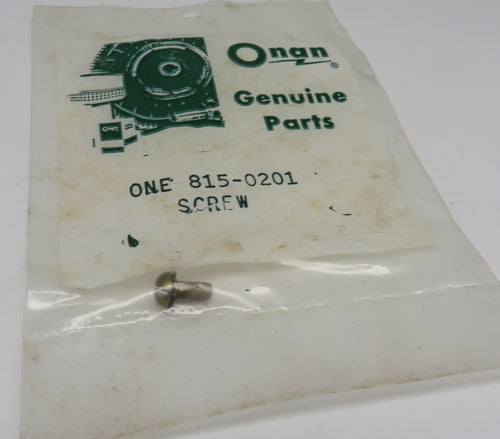 Onan
®
Genuine
Parts
ONE 815-0201
SCREW